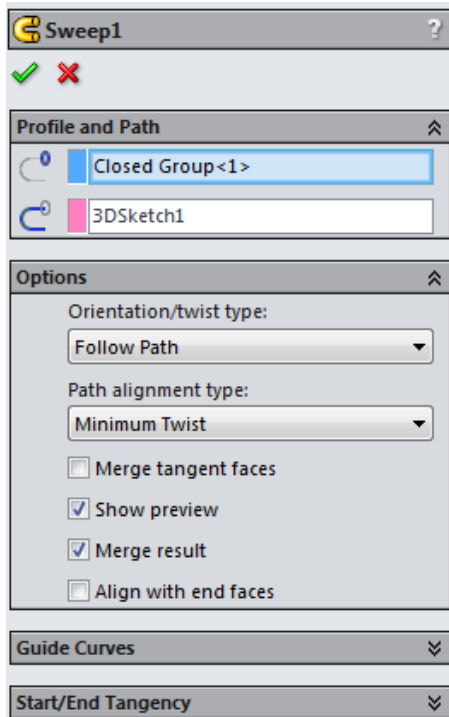 Sweep1
?
Profile and Path
Closed Group<1>
3DSketch1
Options
Orientation/twist type:
Follow Path
Path alignment type:
Minimum Twist
Merge tangent faces
Show preview
Merge result
Align with end faces
Guide Curves
Start/End Tangency